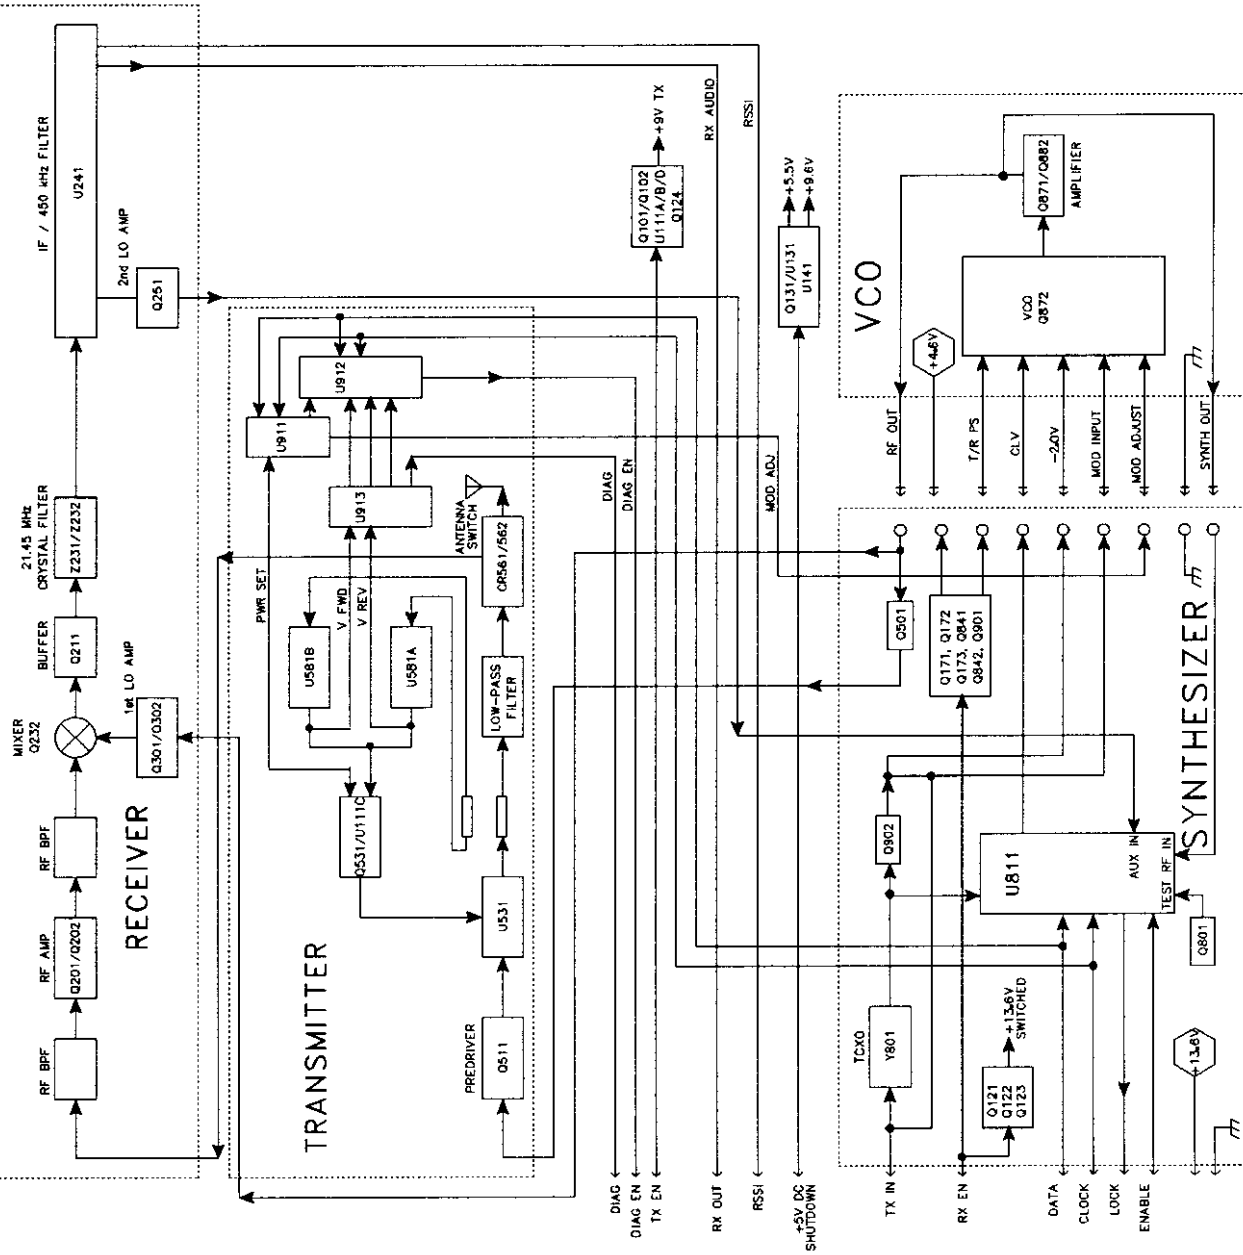 RECEIVER
RF BPF
RF AMP
Q201/Q202
RF BPF
MIXER
Q232
1st LO AMP
Q301/Q302
BUFFER
Q211
21.45 MHz
CRYSTAL FILTER
Z231/Z232
IF / 450 kHz FILTER
U241
2nd LO AMP
Q251
TRANSMITTER
PREDRIVER
Q511
U531
Q531/U111C
PWR SET
V FWD
V REV
U581B
U581A
LOW-PASS
FILTER
ANTENNA
SWITCH
CR561/562
U913
U911
U912
DIAG
DIAG EN
MOD ADJ
Q101/Q102
U111A/B/D
Q124
+9V TX
RX AUDIO
RSSI
Q131/U131
U141
+5.5V
+9.6V
DIAG
DIAG EN
TX EN
RX OUT
RSSI
+5V DC
SHUTDOWN
TX IN
RX EN
DATA
CLOCK
LOCK
ENABLE
SYNTHESIZER
TCXO
Y801
Q121
Q122
Q123
+13.6V
SWITCHED
+13.6V
Q902
Q501
Q171, Q172
Q173, Q841
Q842, Q901
U811
AUX IN
TEST RF IN
Q801
VCO
RF OUT
+4.6V
T/R PS
CLV
-2.0V
MOD INPUT
MOD ADJUST
SYNTH OUT
VCO
Q872
Q871/Q882
AMPLIFIER